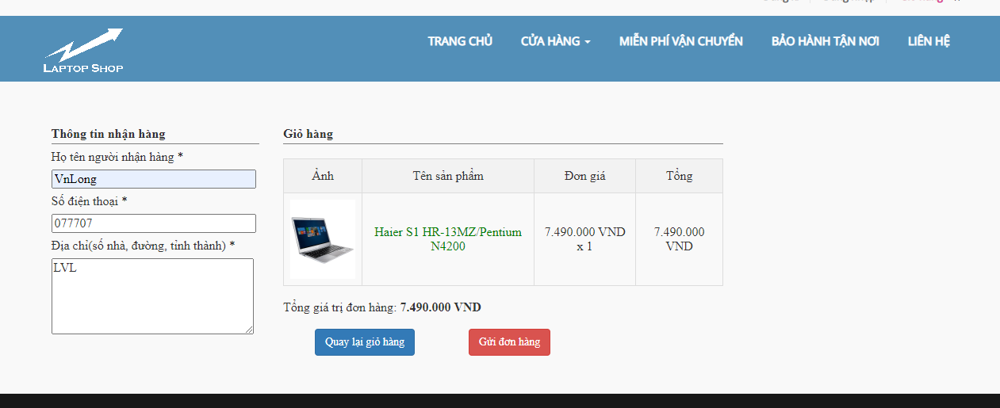 LAPTOP SHOP
TRANG CHỦ
CỬA HÀNG
MIỄN PHÍ VẬN CHUYỂN
BẢO HÀNH TẬN NƠI
LIÊN HỆ
Thông tin nhận hàng
Họ tên người nhận hàng *
VnLong
Số điện thoại *
077707
Địa chỉ(số nhà, đường, tỉnh thành) *
LVL
Giỏ hàng
Ảnh
Tên sản phẩm
Đơn giá
Tổng
Haier S1 HR-13MZ/Pentium
N4200
7.490.000 VND
x 1
7.490.000
VND
Tổng giá trị đơn hàng: 7.490.000 VND
Quay lại giỏ hàng
Gửi đơn hàng